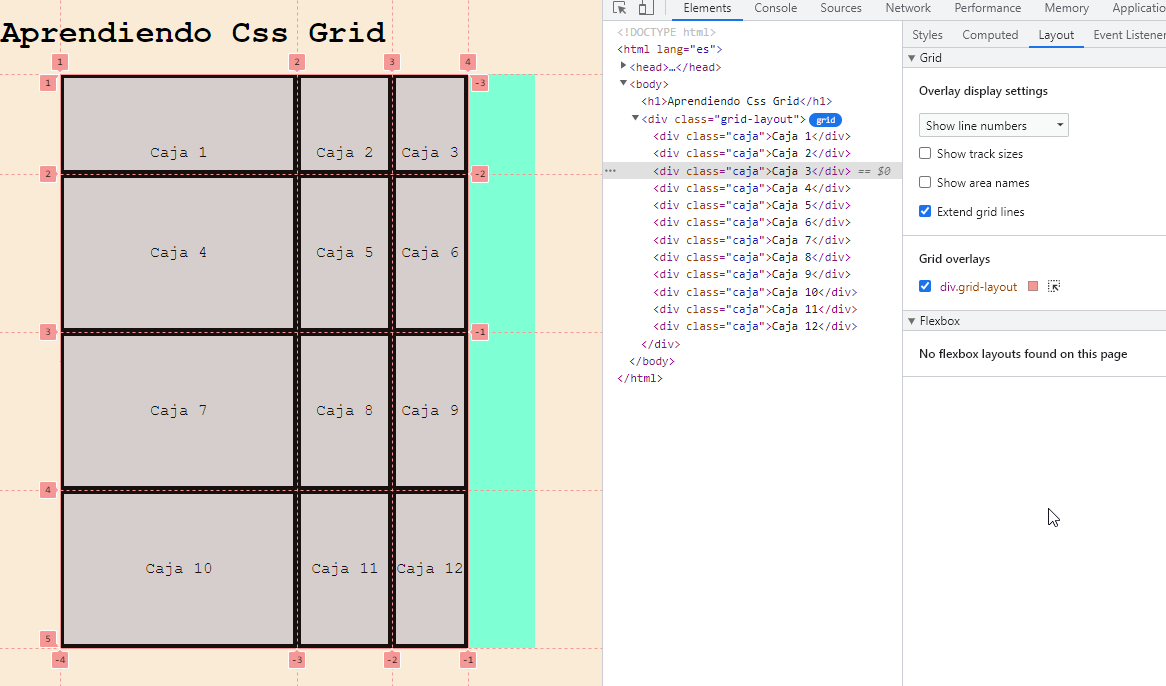 Aprendiendo Css Grid
1 2 3 4
1 -3
Caja 1 Caja 2 Caja 3
2 -2
Caja 4 Caja 5 Caja 6
3 -1
Caja 7 Caja 8 Caja 9
4
Caja 10 Caja 11 Caja 12
5
-4 -3 -2 -1
Elements Console Sources Network Performance Memory Applicatio
<!DOCTYPE html>
<html lang="es">
<head>…</head>
<body>
<h1>Aprendiendo Css Grid</h1>
<div class="grid-layout"> grid
<div class="caja">Caja 1</div>
<div class="caja">Caja 2</div>
… <div class="caja">Caja 3</div> == $0
<div class="caja">Caja 4</div>
<div class="caja">Caja 5</div>
<div class="caja">Caja 6</div>
<div class="caja">Caja 7</div>
<div class="caja">Caja 8</div>
<div class="caja">Caja 9</div>
<div class="caja">Caja 10</div>
<div class="caja">Caja 11</div>
<div class="caja">Caja 12</div>
</div>
</body>
</html>
Styles Computed Layout Event Listener
Grid
Overlay display settings
Show line numbers
Show track sizes
Show area names
Extend grid lines
Grid overlays
div.grid-layout
Flexbox
No flexbox layouts found on this page